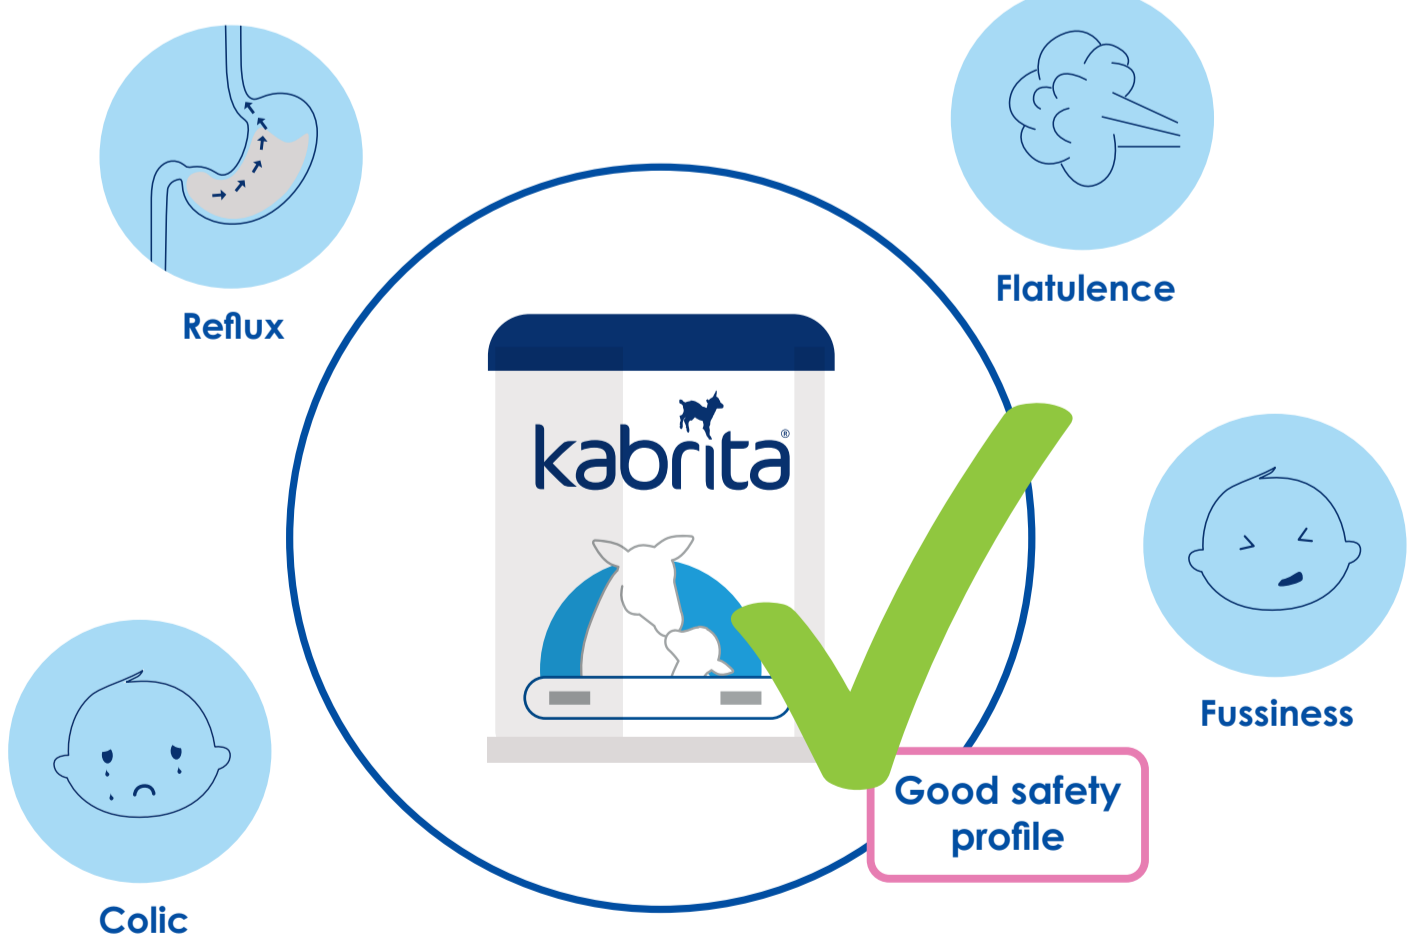 Reflux
Flatulence
kabrita®
Fussiness
Good safety
profile
Colic